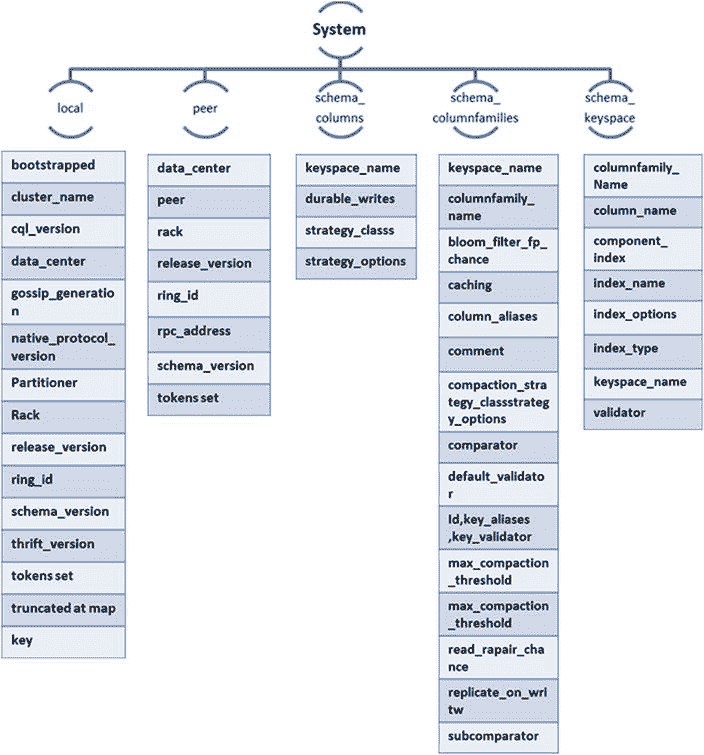 System
local
peer
schema_
columns
schema_
columnfamilies
schema_
keyspace
bootstrapped
cluster_name
cql_version
data_center
gossip_generatio
n
native_protocol_
version
Partitioner
Rack
release_version
ring_id
schema_version
thrift_version
tokens set
truncated at map
key
data_center
peer
rack
release_version
ring_id
rpc_address
schema_version
tokens set
keyspace_name
durable_writes
strategy_classs
strategy_options
keyspace_name
columnfamily_
name
bloom_filter_fp_
chance
caching
column_aliases
comment
compaction_stra
tegy_classstrateg
y_options
comparator
default_validato
r
Id,key_aliases
,key_validator
max_compaction
_threshold
max_compaction
_threshold
read_rapair_cha
nce
replicate_on_wri
tw
subcomparator
columnfamily_
Name
column_name
component_
index
index_name
index_options
index_type
keyspace_name
validator